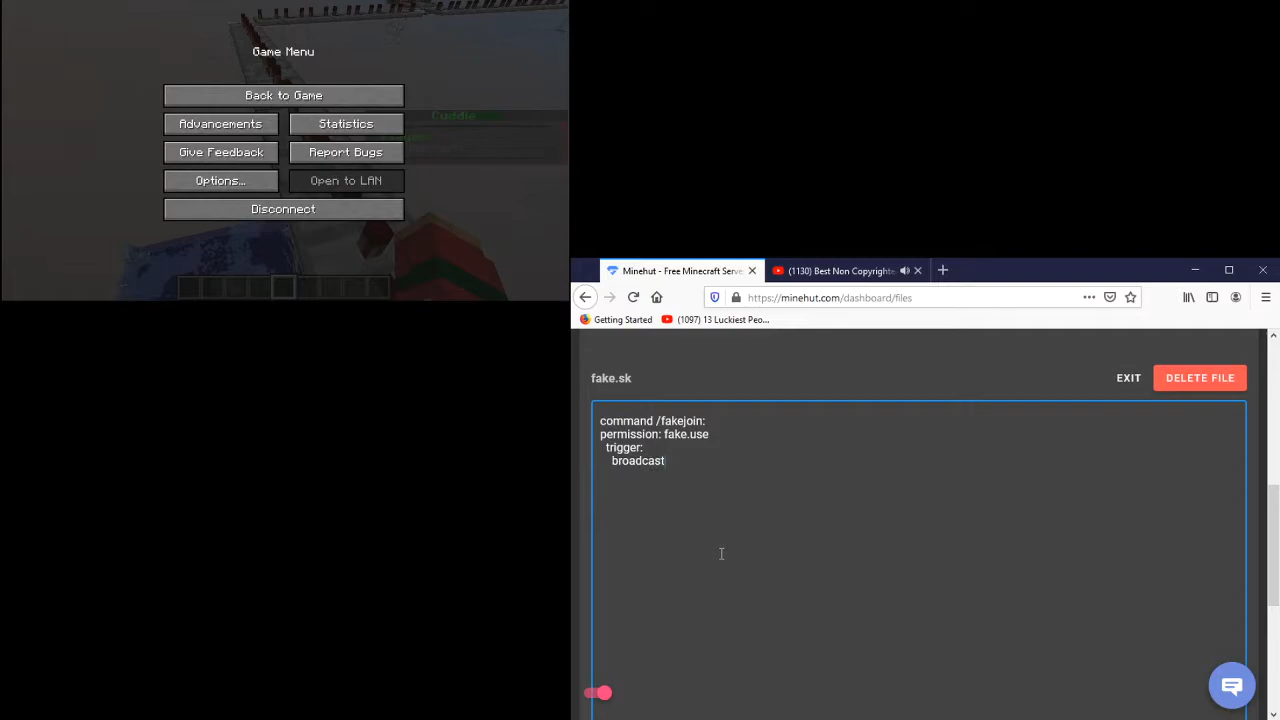 Game Menu
Back to Game
Advancements
Statistics
Cuddle
Give Feedback
Report Bugs
Options...
Open to LAN
Disconnect
Minehut - Free Minecraft Serve
(1130) Best Non Copyrighte
https://minehut.com/dashboard/files
Getting Started
(1097) 13 Luckiest Peo...
fake.sk
EXIT
DELETE FILE
command /fakejoin:
permission: fake.use
trigger:
broadcast